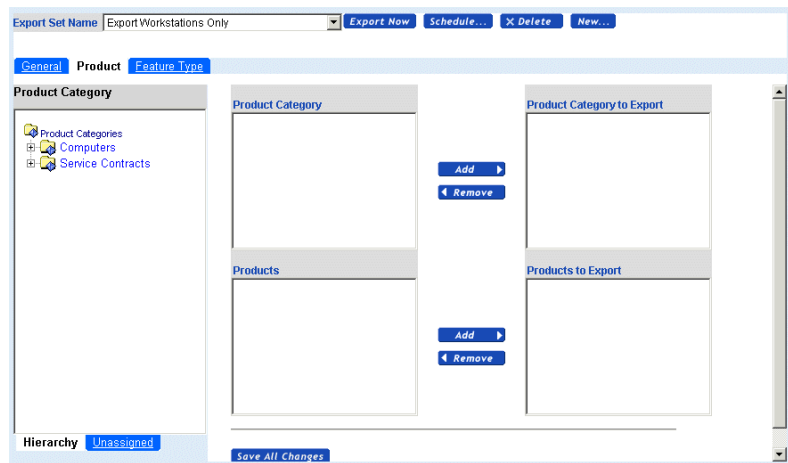 Export Set Name Export Workstations Only Export Now Schedule... X Delete New...
General Product Feature Type
Product Category
Product Category Product Category to Export
Product Categories
Computers
Service Contracts
Add
Remove
Products Products to Export
Add
Remove
Hierarchy Unassigned
Save All Changes